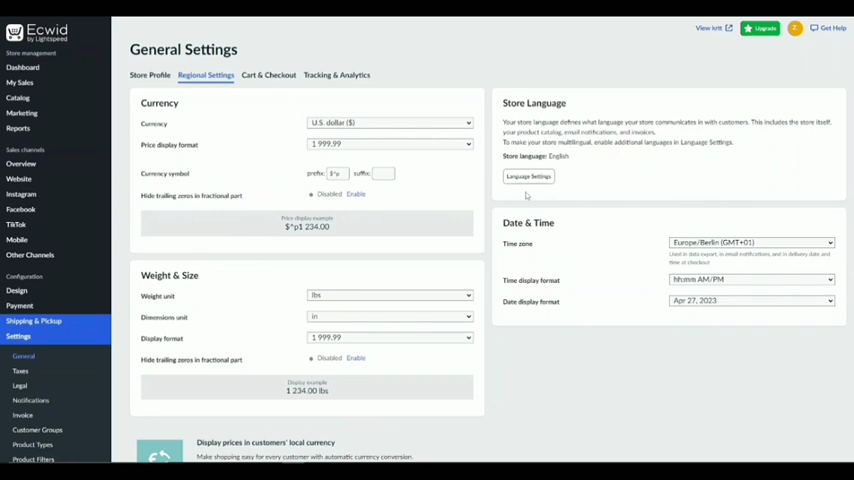 Ecwid
by Lightspeed
Store management
Dashboard
My Sales
Catalog
Marketing
Reports
Sales channels
Overview
Website
Instagram
Facebook
TikTok
Mobile
Other Channels
Configuration
Design
Payment
Shipping & Pickup
Settings
General
Taxes
Legal
Notifications
Invoice
Customer Groups
Product Types
Product Filters
View
Upgrade
Z
Get Help
General Settings
Store Profile Regional Settings Cart & Checkout Tracking & Analytics
Currency
Currency U.S. dollar ($)
Price display format 1 999.99
Currency symbol prefix: $^p suffix:
Hide trailing zeros in fractional part Disabled Enable
Price display example
$^p1 234.00
Weight & Size
Weight unit lbs
Dimensions unit in
Display format 1 999.99
Hide trailing zeros in fractional part Disabled Enable
Display example
1 234.00 lbs
Display prices in customers' local currency
Make shopping easy for every customer with automatic currency conversion.
Store Language
Your store language defines what language your store communicates in with customers. This includes the store itself,
your product catalog, email notifications, and invoices.
To make your store multilingual, enable additional languages in Language Settings.
Store language: English
Language Settings
Date & Time
Time zone Europe/Berlin (GMT+01)
Used in data export, in email notifications, and in delivery date and
time at checkout
Time display format hh:mm AM/PM
Date display format Apr 27, 2023